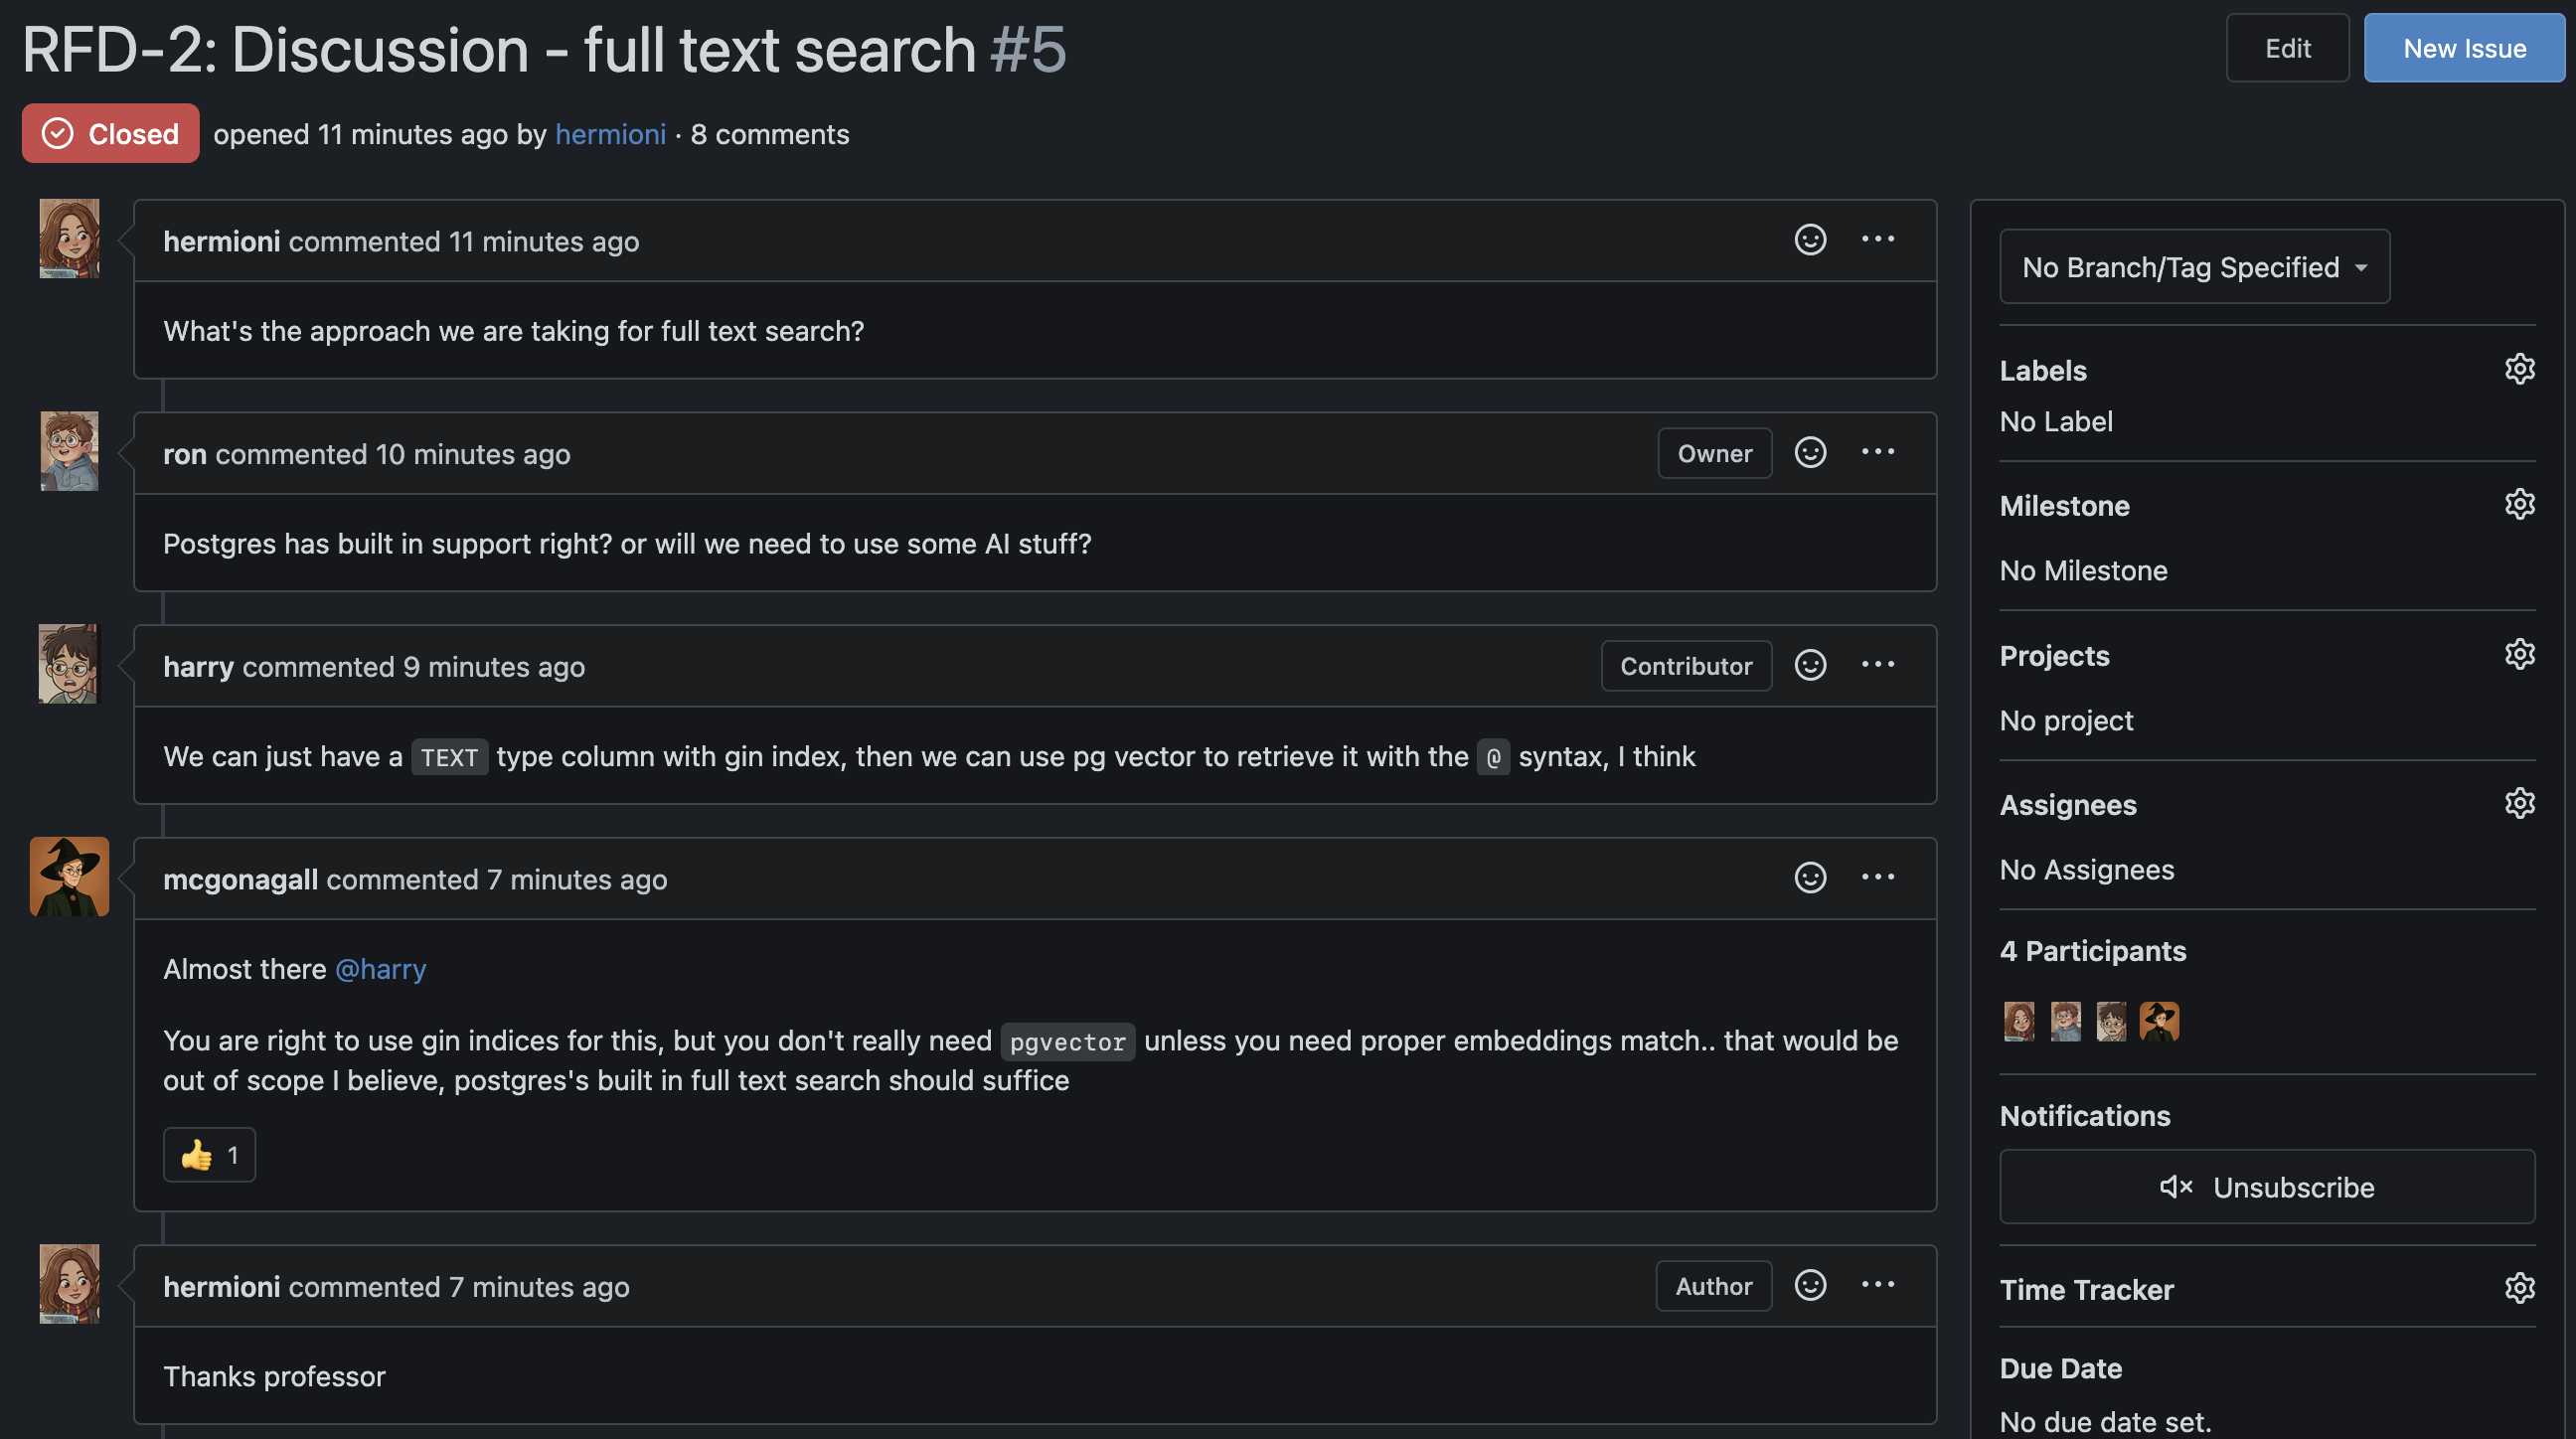 RFD-2: Discussion - full text search #5
Edit
New Issue
Closed
opened 11 minutes ago by hermioni · 8 comments
hermioni commented 11 minutes ago
What's the approach we are taking for full text search?
ron commented 10 minutes ago
Owner
Postgres has built in support right? or will we need to use some AI stuff?
harry commented 9 minutes ago
Contributor
We can just have a TEXT type column with gin index, then we can use pg vector to retrieve it with the @ syntax, I think
mcgonagall commented 7 minutes ago
Almost there @harry
You are right to use gin indices for this, but you don't really need pgvector unless you need proper embeddings match.. that would be
out of scope I believe, postgres's built in full text search should suffice
👍 1
hermioni commented 7 minutes ago
Author
Thanks professor
No Branch/Tag Specified
Labels
No Label
Milestone
No Milestone
Projects
No project
Assignees
No Assignees
4 Participants
Notifications
Unsubscribe
Time Tracker
Due Date
No due date set.